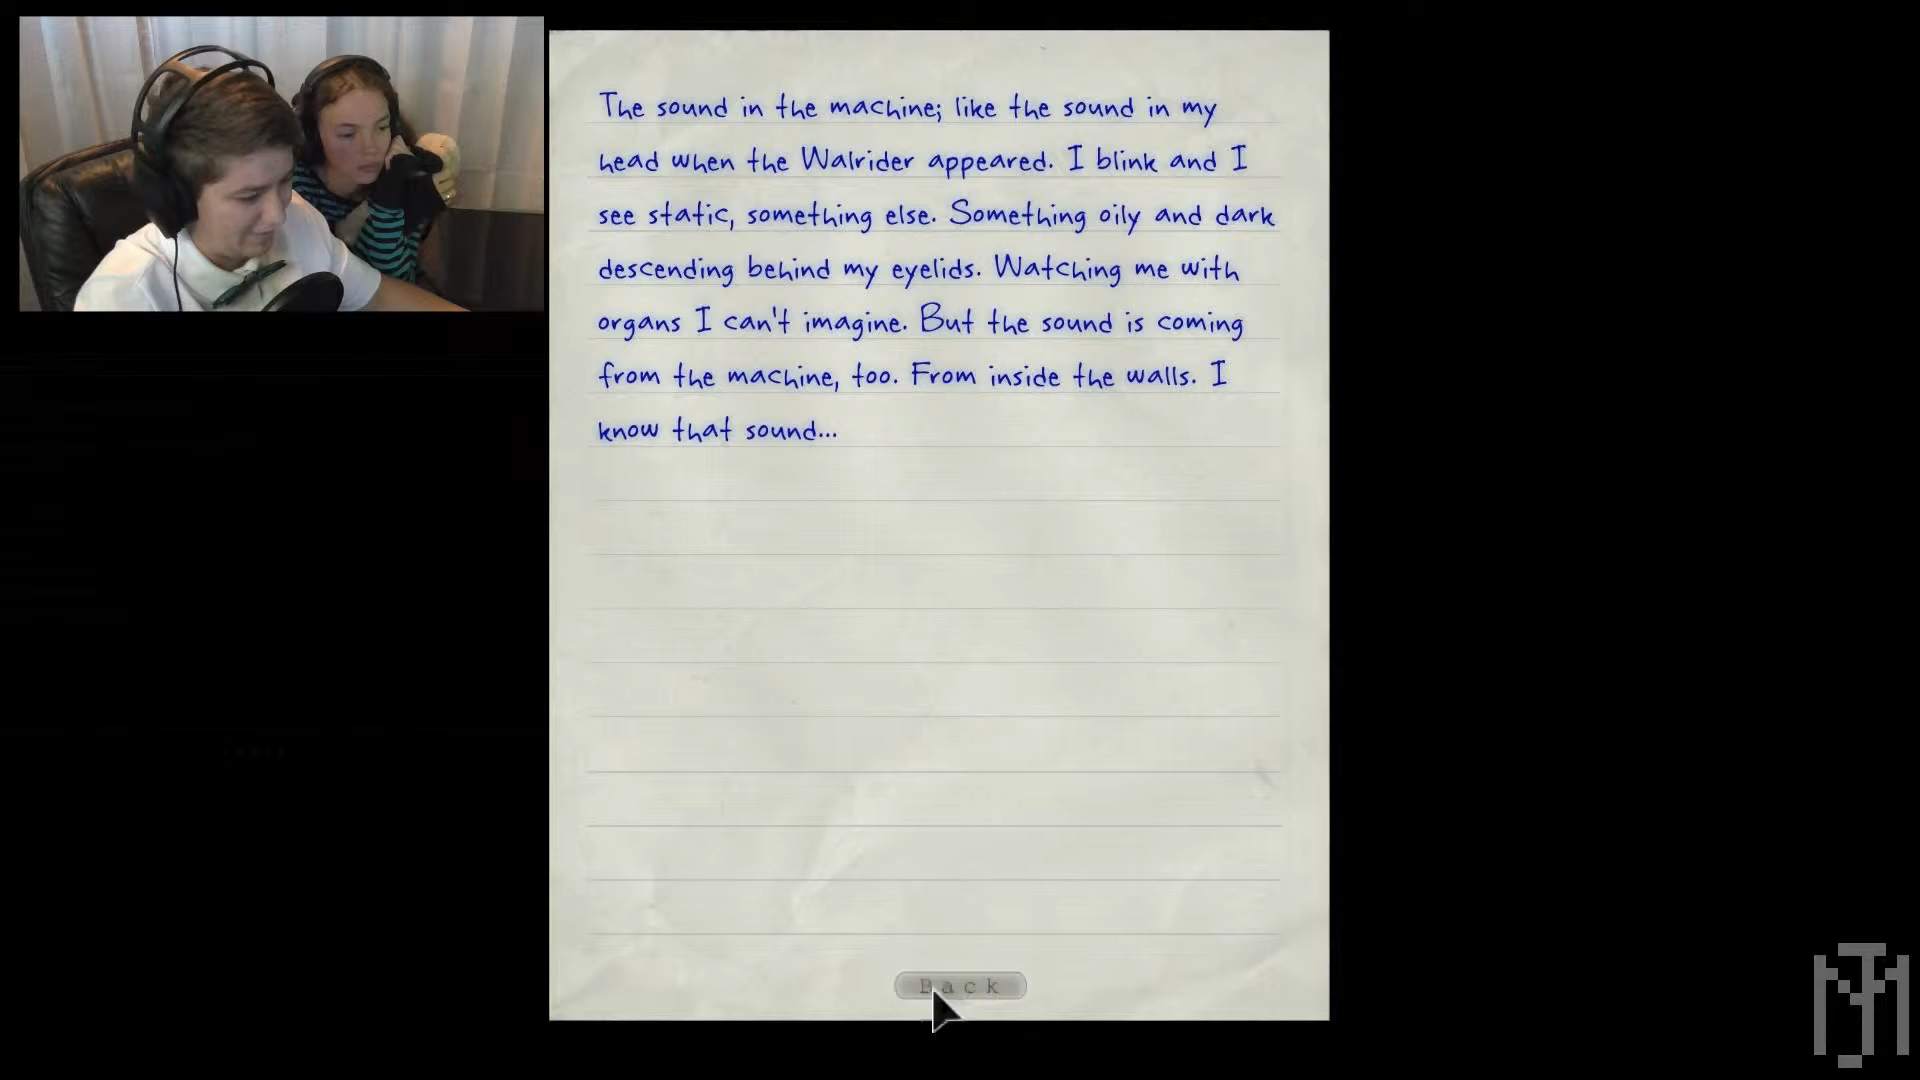 The sound in the machine; like the sound in my
head when the Walrider appeared. I blink and I
see static, something else. Something oily and dark
descending behind my eyelids. Watching me with
organs I can't imagine. But the sound is coming
from the machine, too. From inside the walls. I
know that sound...
Back